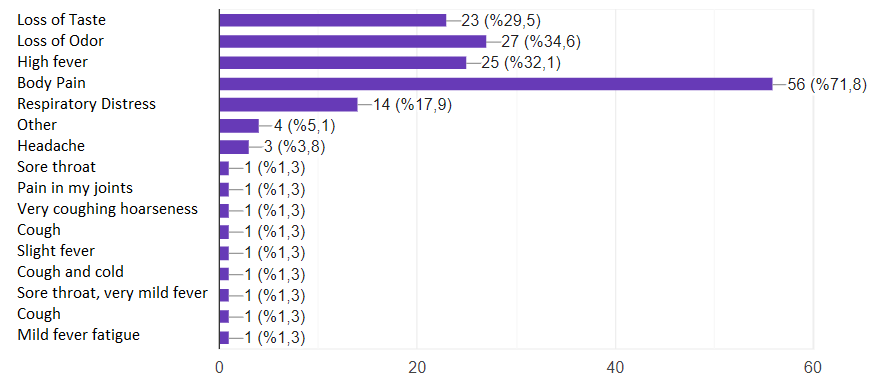 Loss of Taste 23 (%29,5)
Loss of Odor 27 (%34,6)
High fever 25 (%32,1)
Body Pain 56 (%71,8)
Respiratory Distress 14 (%17,9)
Other 4 (%5,1)
Headache 3 (%3,8)
Sore throat 1 (%1,3)
Pain in my joints 1 (%1,3)
Very coughing hoarseness 1 (%1,3)
Cough 1 (%1,3)
Slight fever 1 (%1,3)
Cough and cold 1 (%1,3)
Sore throat, very mild fever 1 (%1,3)
Cough 1 (%1,3)
Mild fever fatigue 1 (%1,3)
0 20 40 60